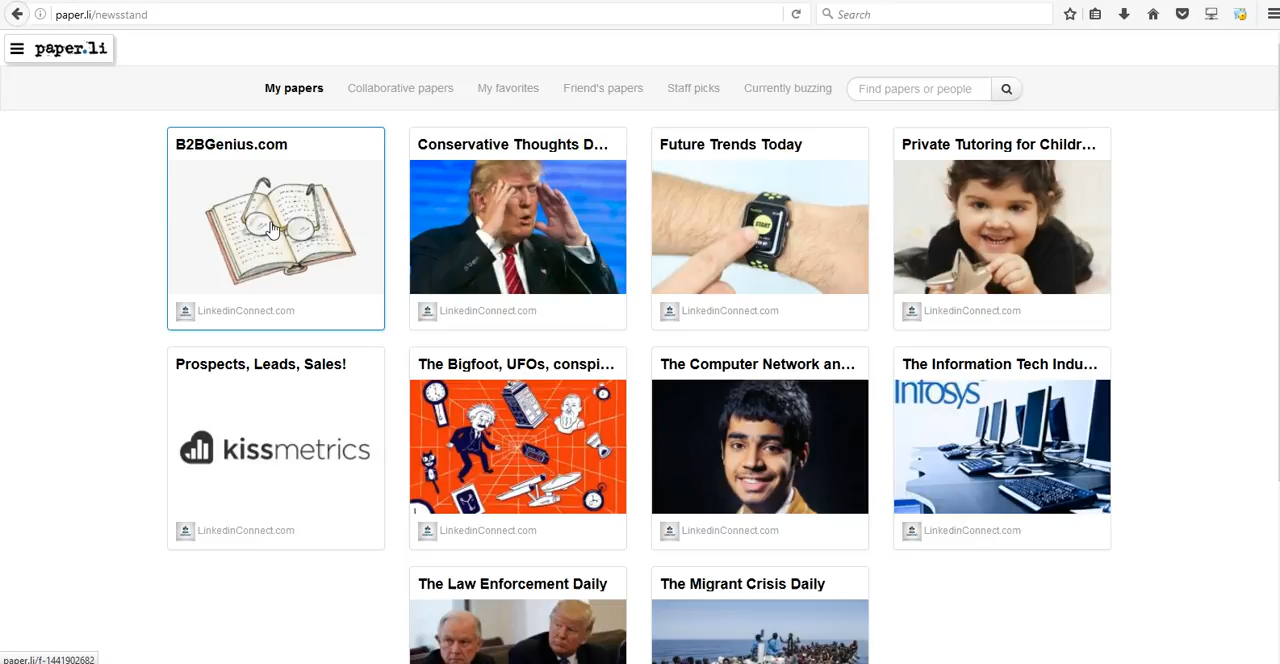 paper.li/newsstand
Search
paper.li
My papers
Collaborative papers
My favorites
Friend's papers
Staff picks
Currently buzzing
Find papers or people
B2BGenius.com
Conservative Thoughts D...
Future Trends Today
Private Tutoring for Childr...
START
LinkedinConnect.com
LinkedinConnect.com
LinkedinConnect.com
LinkedinConnect.com
Prospects, Leads, Sales!
The Bigfoot, UFOs, conspi...
The Computer Network an...
The Information Tech Indu...
kissmetrics
Infosys
LinkedinConnect.com
LinkedinConnect.com
LinkedinConnect.com
LinkedinConnect.com
The Law Enforcement Daily
The Migrant Crisis Daily
paper.li/f-1441902682